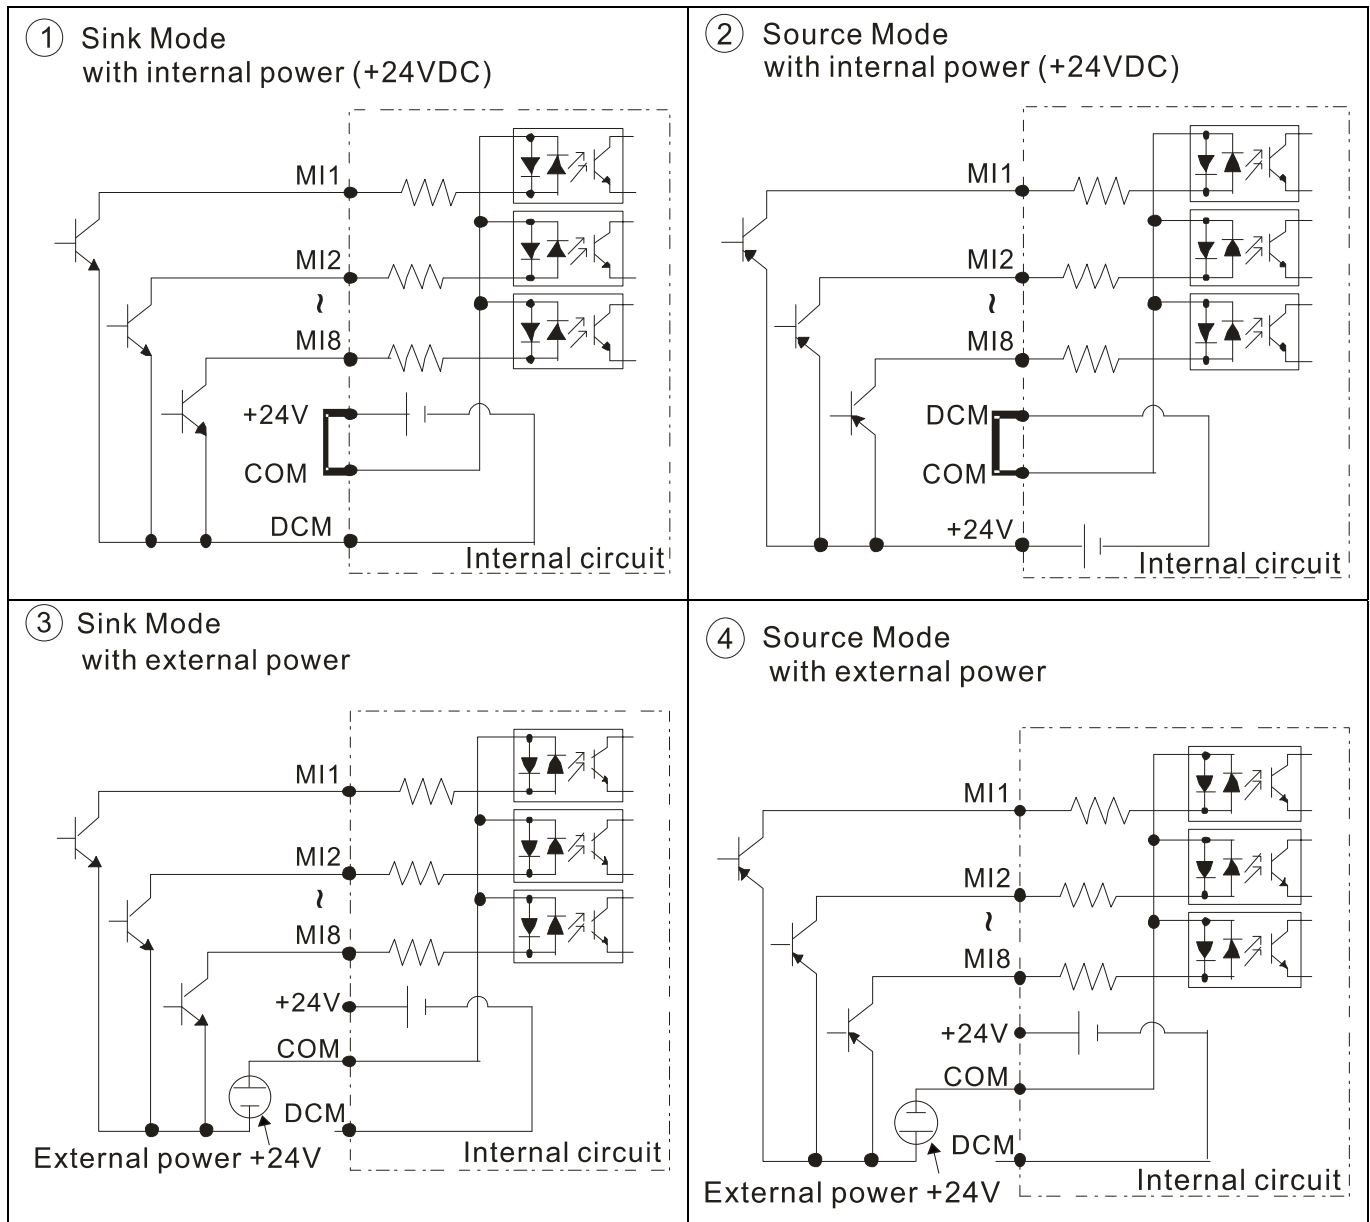 1 Sink Mode
with internal power (+24VDC)
MI1
MI2
~
MI8
+24V
COM
DCM
Internal circuit
2 Source Mode
with internal power (+24VDC)
MI1
MI2
~
MI8
DCM
COM
+24V
Internal circuit
3 Sink Mode
with external power
MI1
MI2
~
MI8
+24V
COM
DCM
Internal circuit
External power +24V
4 Source Mode
with external power
MI1
MI2
~
MI8
+24V
COM
DCM
Internal circuit
External power +24V